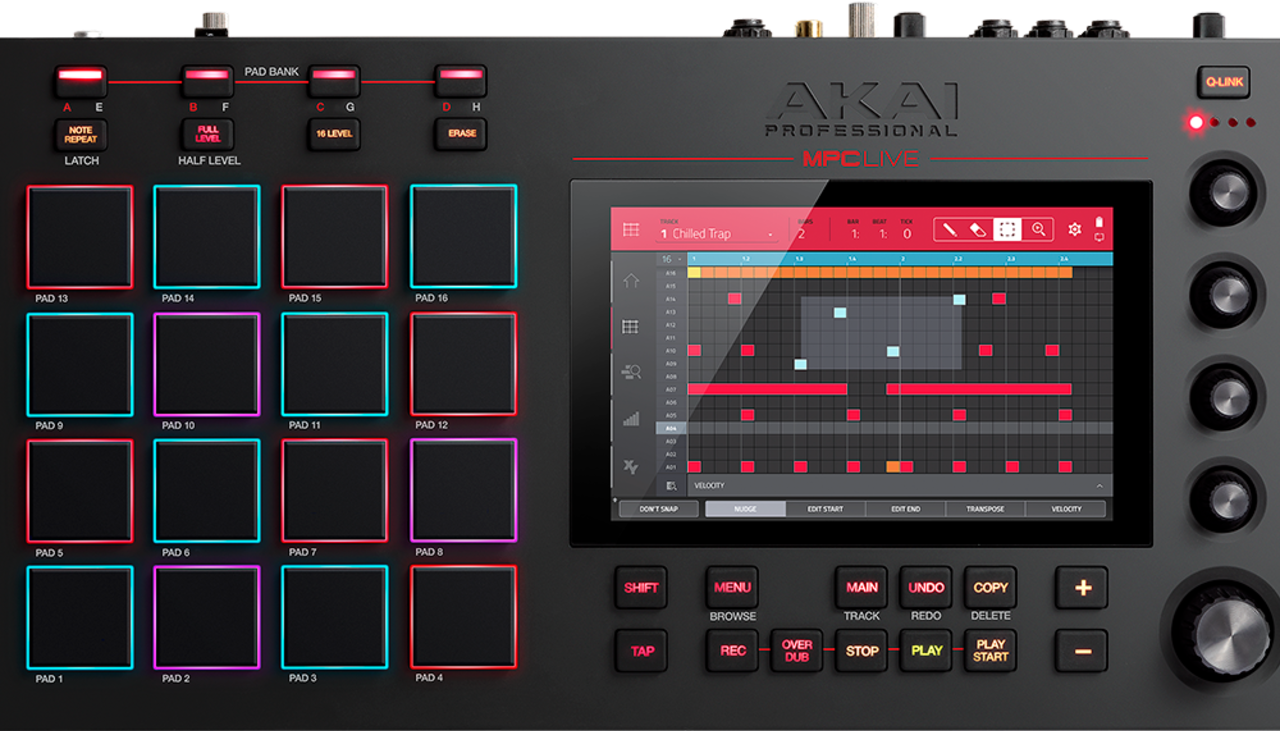 PAD BANK
A E
B F
C G
D H
NOTE
REPEAT
LATCH
FULL
LEVEL
HALF LEVEL
16 LEVEL
ERASE
AKAI
PROFESSIONAL
MPCLIVE
Q-LINK
PAD 13
PAD 14
PAD 15
PAD 16
PAD 9
PAD 10
PAD 11
PAD 12
PAD 5
PAD 6
PAD 7
PAD 8
PAD 1
PAD 2
PAD 3
PAD 4
TRACK
1 Chilled Trap
BARS
2
BAR BEAT TICK
1: 1: 0
16
1 1.2 1.3 1.4 2 2.2 2.3 2.4
A16
A15
A14
A13
A12
A11
A10
A09
A08
A07
A06
A05
A04
A03
A02
A01
VELOCITY
DON'T SNAP NUDGE EDIT START EDIT END TRANSPOSE VELOCITY
SHIFT
MENU
BROWSE
MAIN
TRACK
UNDO
REDO
COPY
DELETE
+
TAP
REC
OVER
DUB
STOP
PLAY
PLAY
START
−